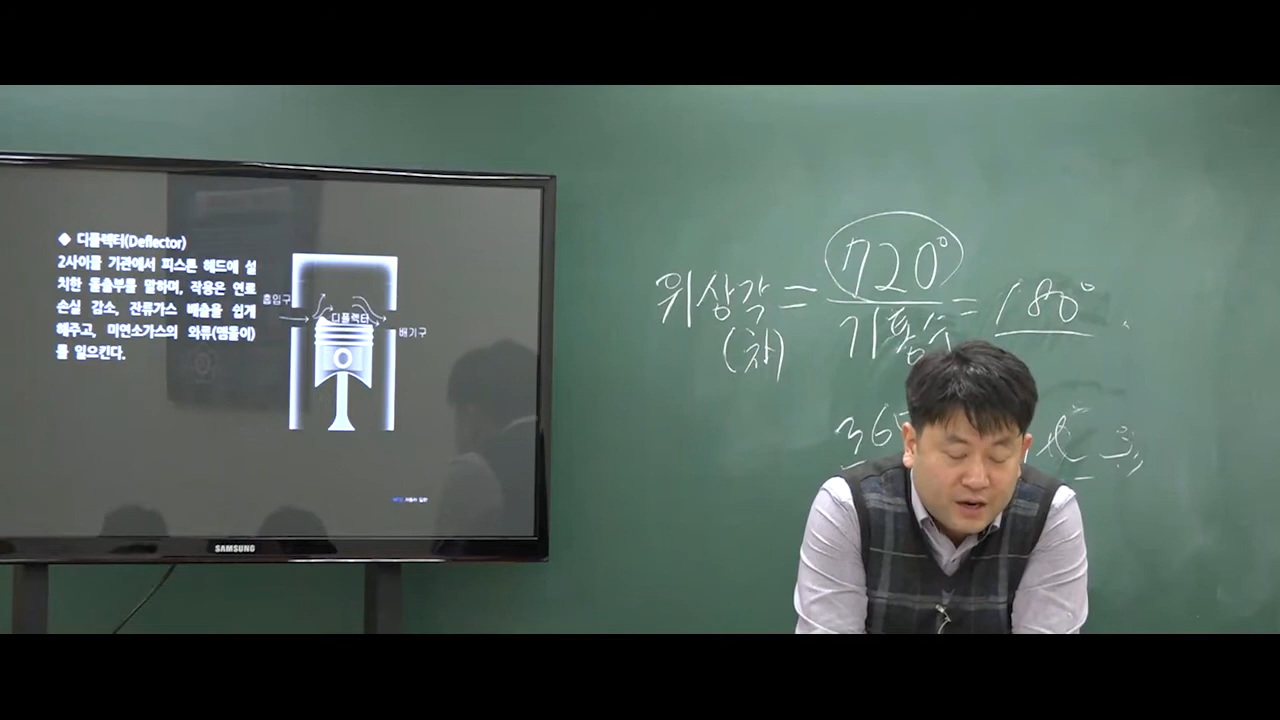 ◆ 디플렉터(Deflector)
2사이클 기관에서 피스톤 헤드에 설
치한 돌출부를 말하며, 작용은 연료
손실 감소, 잔류가스 배출을 쉽게
해주고, 미연소가스의 와류(맴돌이)
를 일으킨다.
흡입구
디플렉터
배기구
SAMSUNG
위상각 = 720° = 180°
(차) 기통수
36